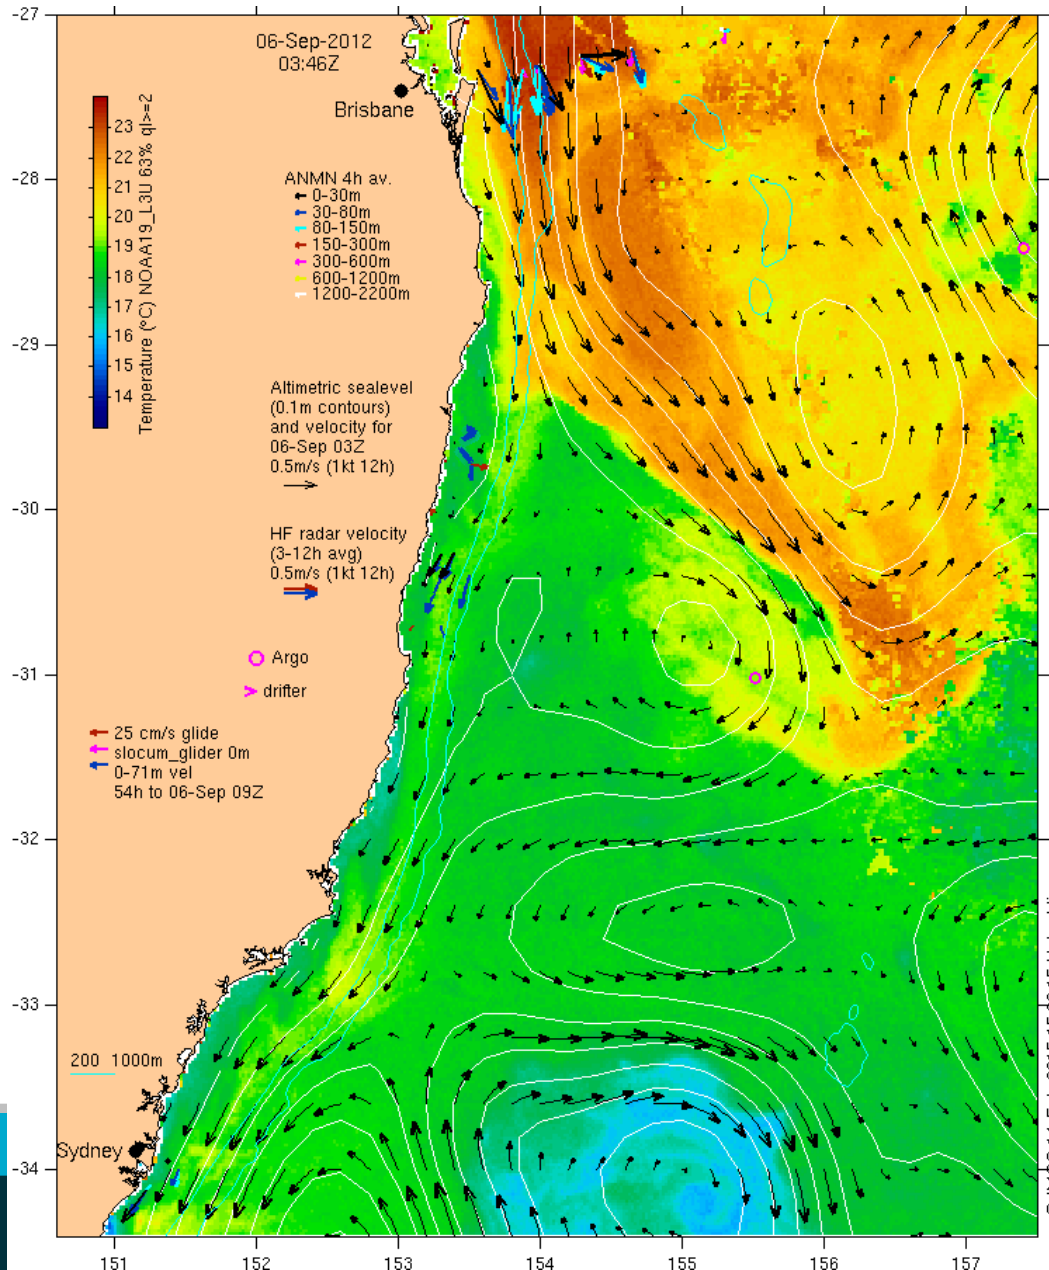 -27
-28
-29
-30
-31
-32
-33
-34
06-Sep-2012
03:46Z
Brisbane
23
22
21
20
19
18
17
16
15
14
Temperature (°C) NOAA19_L3U 63% ql>=2
ANMN 4h av.
0-30m
30-80m
80-150m
150-300m
300-600m
600-1200m
1200-2200m
Altimetric sealevel
(0.1m contours)
and velocity for
06-Sep 03Z
0.5m/s (1kt 12h)
HF radar velocity
(3-12h avg)
0.5m/s (1kt 12h)
Argo
drifter
25 cm/s glide
slocum_glider 0m
0-71m vel
54h to 06-Sep 09Z
200 1000m
Sydney
151
152
153
154
155
156
157